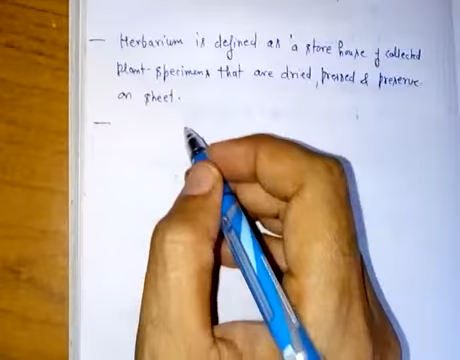 — Herbarium is defined as 'a store house of collected
plant-specimens that are dried, pressed & preserve
on sheet.
—